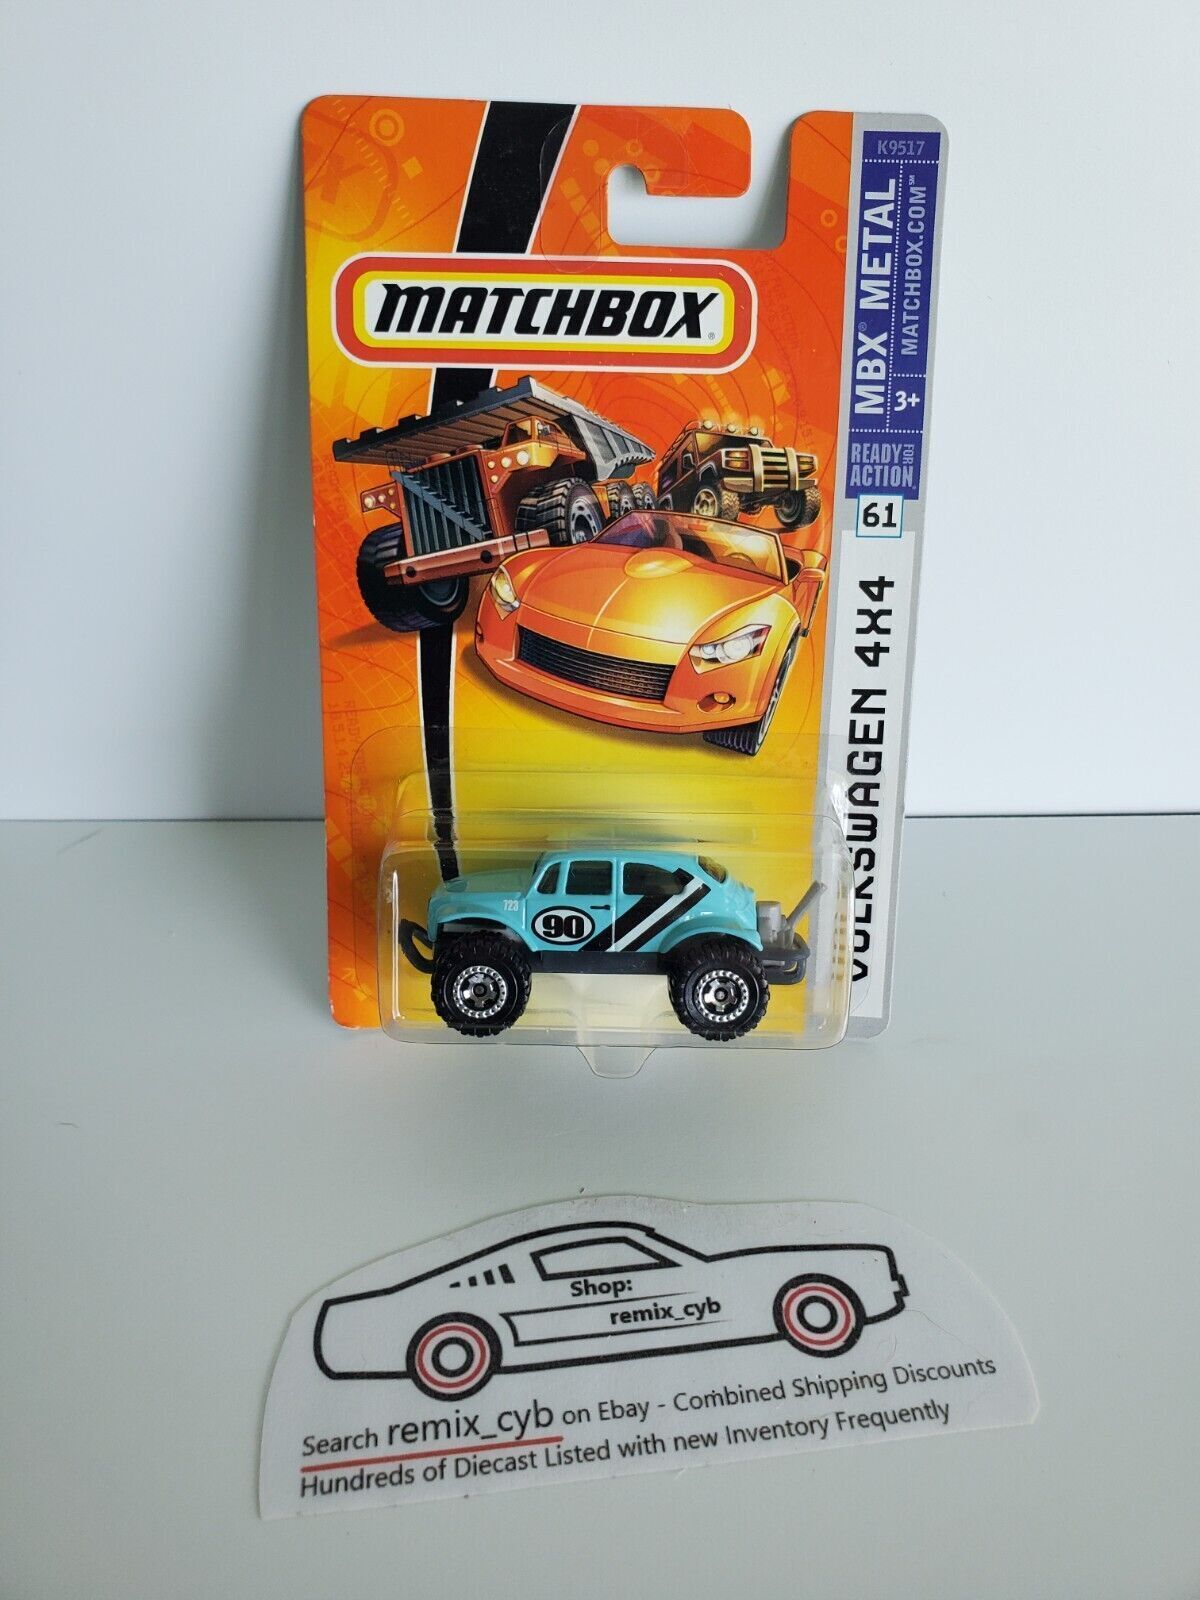 MATCHBOX®
K9517
MBX® METAL
MATCHBOX.COM℠
3+
READY FOR ACTION
61
VOLKSWAGEN 4X4
723
90
Shop:
remix_cyb
Search remix_cyb on Ebay - Combined Shipping Discounts
Hundreds of Diecast Listed with new Inventory Frequently